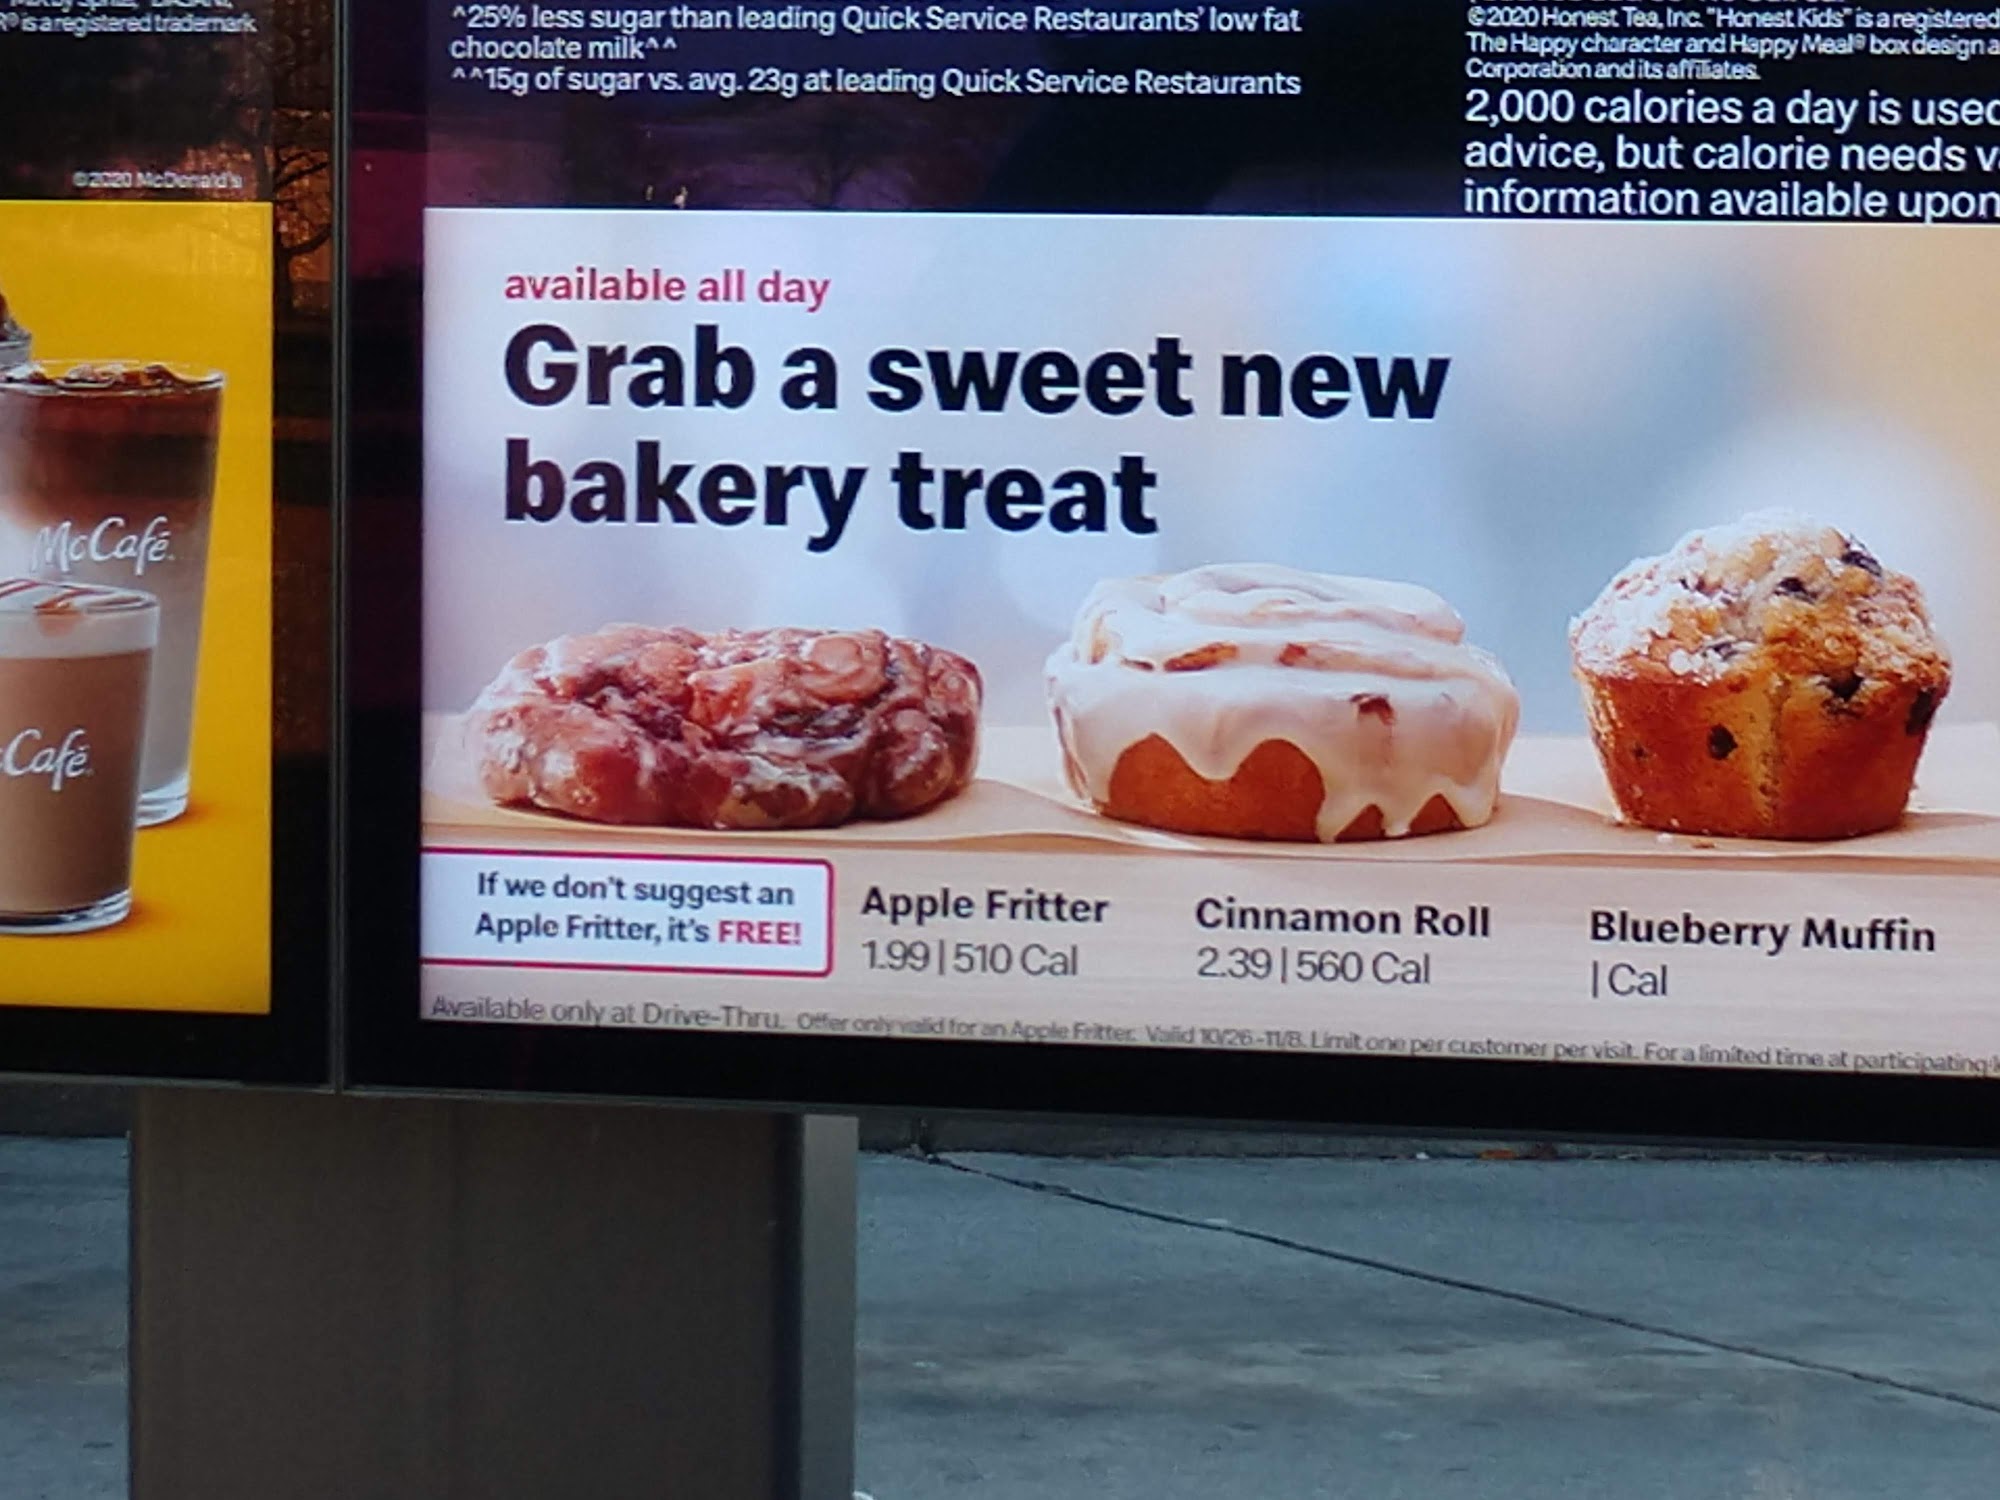 ® is a registered trademark
©2020 McDonald's
McCafé.
Café.
^25% less sugar than leading Quick Service Restaurants' low fat
chocolate milk^^
^^15g of sugar vs. avg. 23g at leading Quick Service Restaurants
©2020 Honest Tea, Inc. "Honest Kids" is a registered
The Happy character and Happy Meal® box design a
Corporation and its affiliates.
2,000 calories a day is used
advice, but calorie needs va
information available upon
available all day
Grab a sweet new
bakery treat
If we don't suggest an
Apple Fritter, it's FREE!
Apple Fritter
1.99 | 510 Cal
Cinnamon Roll
2.39 | 560 Cal
Blueberry Muffin
| Cal
Available only at Drive-Thru. Offer only valid for an Apple Fritter. Valid 10/26-11/8. Limit one per customer per visit. For a limited time at participating